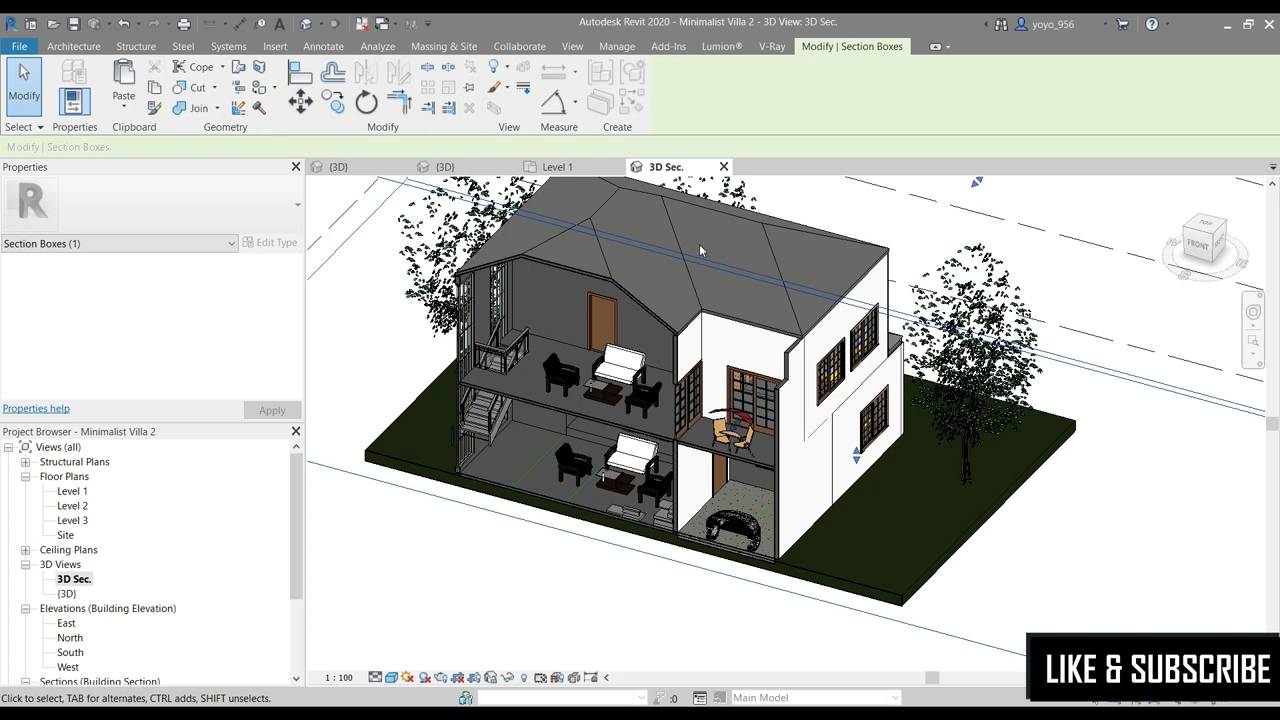 Autodesk Revit 2020 - Minimalist Villa 2 - 3D View: 3D Sec.
yoyo_956
File Architecture Structure Steel Systems Insert Annotate Analyze Massing & Site Collaborate View Manage Add-Ins Lumion® V-Ray Modify | Section Boxes
Modify Paste Cope
Cut
Join
Select Properties Clipboard Geometry Modify View Measure Create
Modify | Section Boxes
Properties
{3D} {3D} Level 1 3D Sec.
Section Boxes (1) Edit Type
TOP
FRONT
Properties help Apply
Project Browser - Minimalist Villa 2
Views (all)
Structural Plans
Floor Plans
Level 1
Level 2
Level 3
Site
Ceiling Plans
3D Views
3D Sec.
{3D}
Elevations (Building Elevation)
East
North
South
West
Sections (Building Section)
1 : 100
Click to select, TAB for alternates, CTRL adds, SHIFT unselects.
:0 Main Model
LIKE & SUBSCRIBE